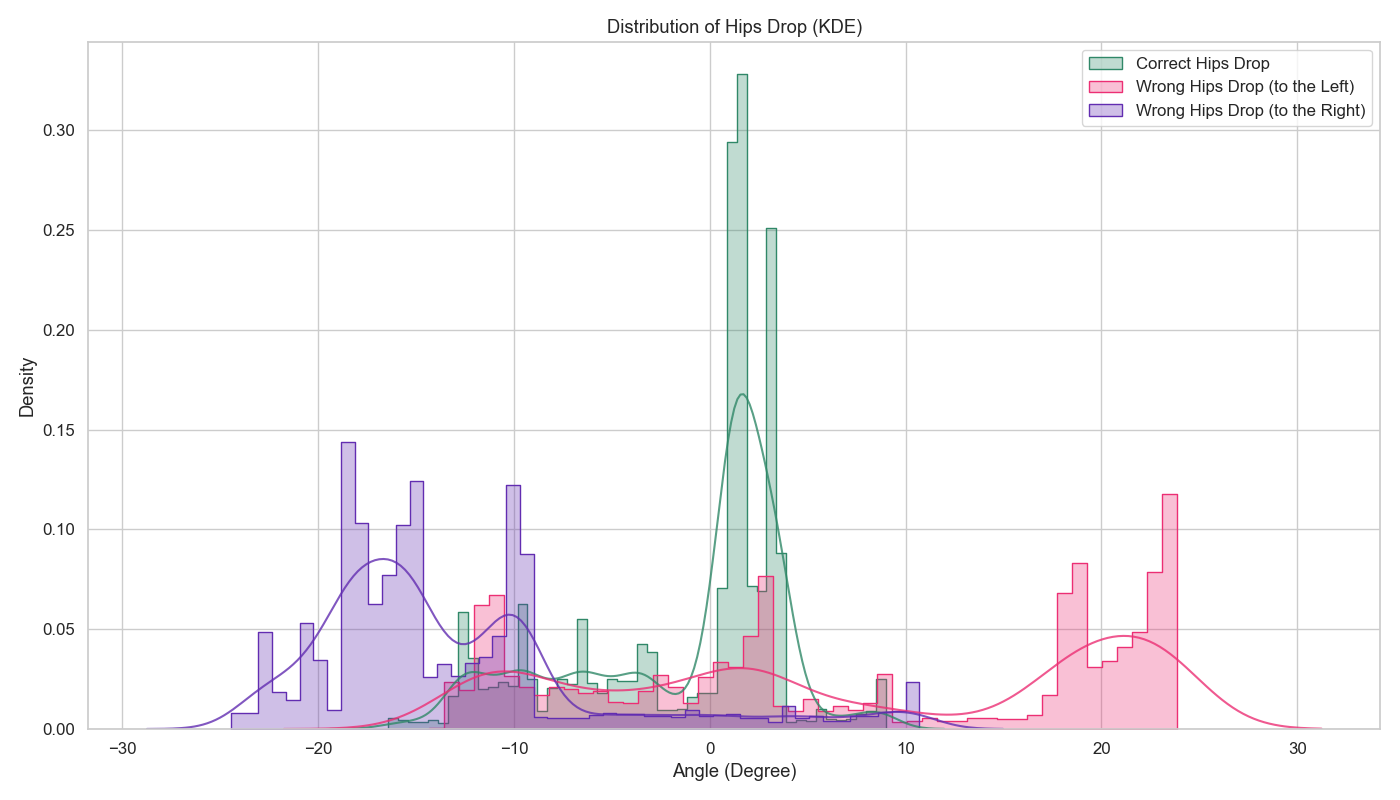 Distribution of Hips Drop (KDE)
Correct Hips Drop
Wrong Hips Drop (to the Left)
Wrong Hips Drop (to the Right)
Density
0.30
0.25
0.20
0.15
0.10
0.05
0.00
−30 −20 −10 0 10 20 30
Angle (Degree)